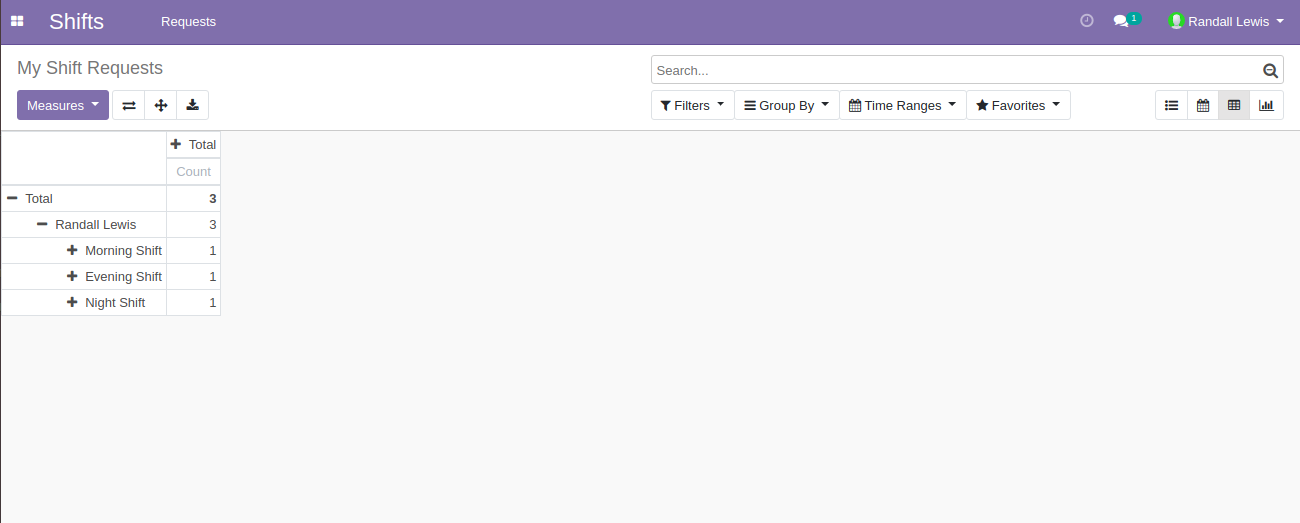 Shifts Requests 1 Randall Lewis
My Shift Requests
Search...
Measures Filters Group By Time Ranges Favorites
Total
Count
Total 3
Randall Lewis 3
Morning Shift 1
Evening Shift 1
Night Shift 1